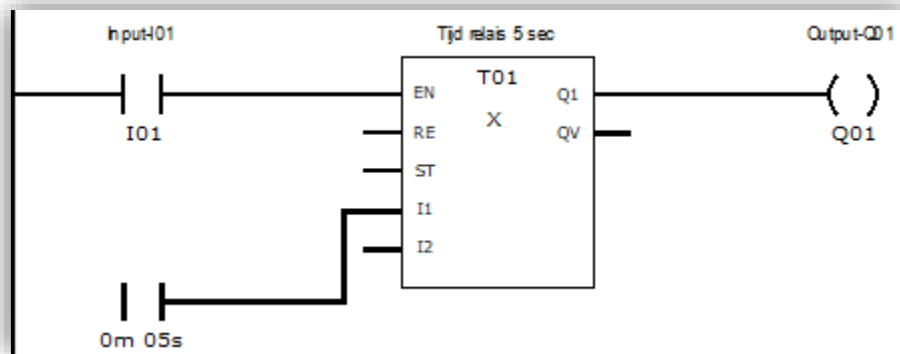 Input-I01
Tijd relais 5 sec
Output-Q01
T01
X
EN
RE
ST
I1
I2
Q1
QV
I01
Q01
0m 05s